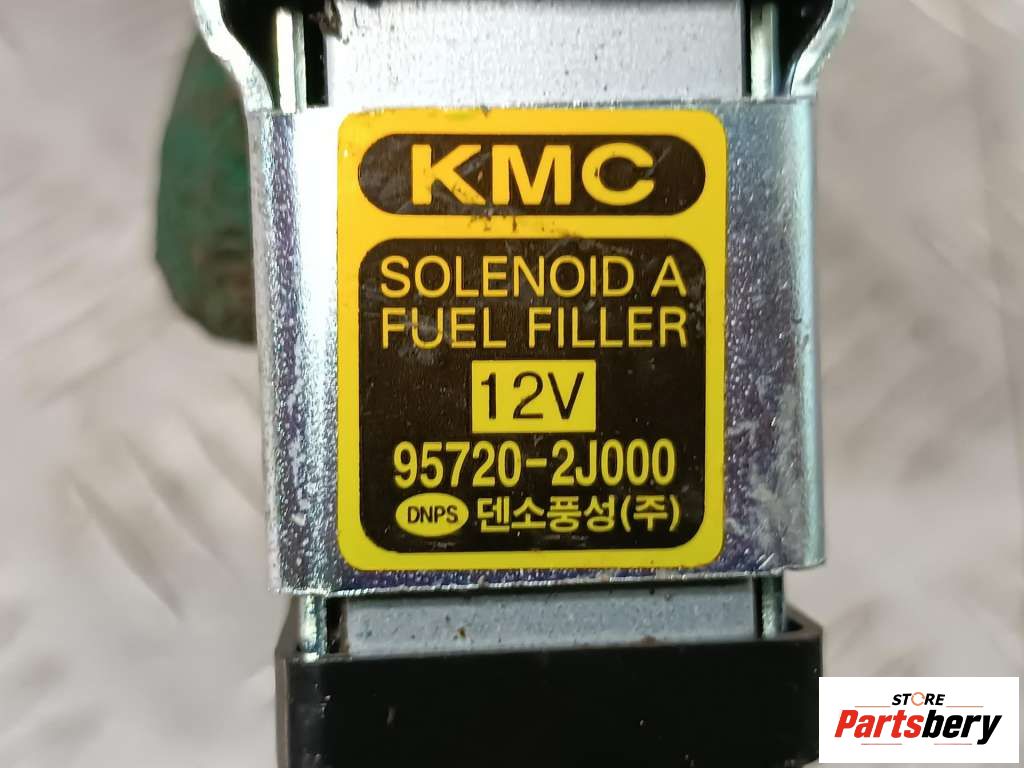 KMC
SOLENOID A
FUEL FILLER
12V
95720-2J000
DNPS 덴소풍성(주)
STORE
Partsbery